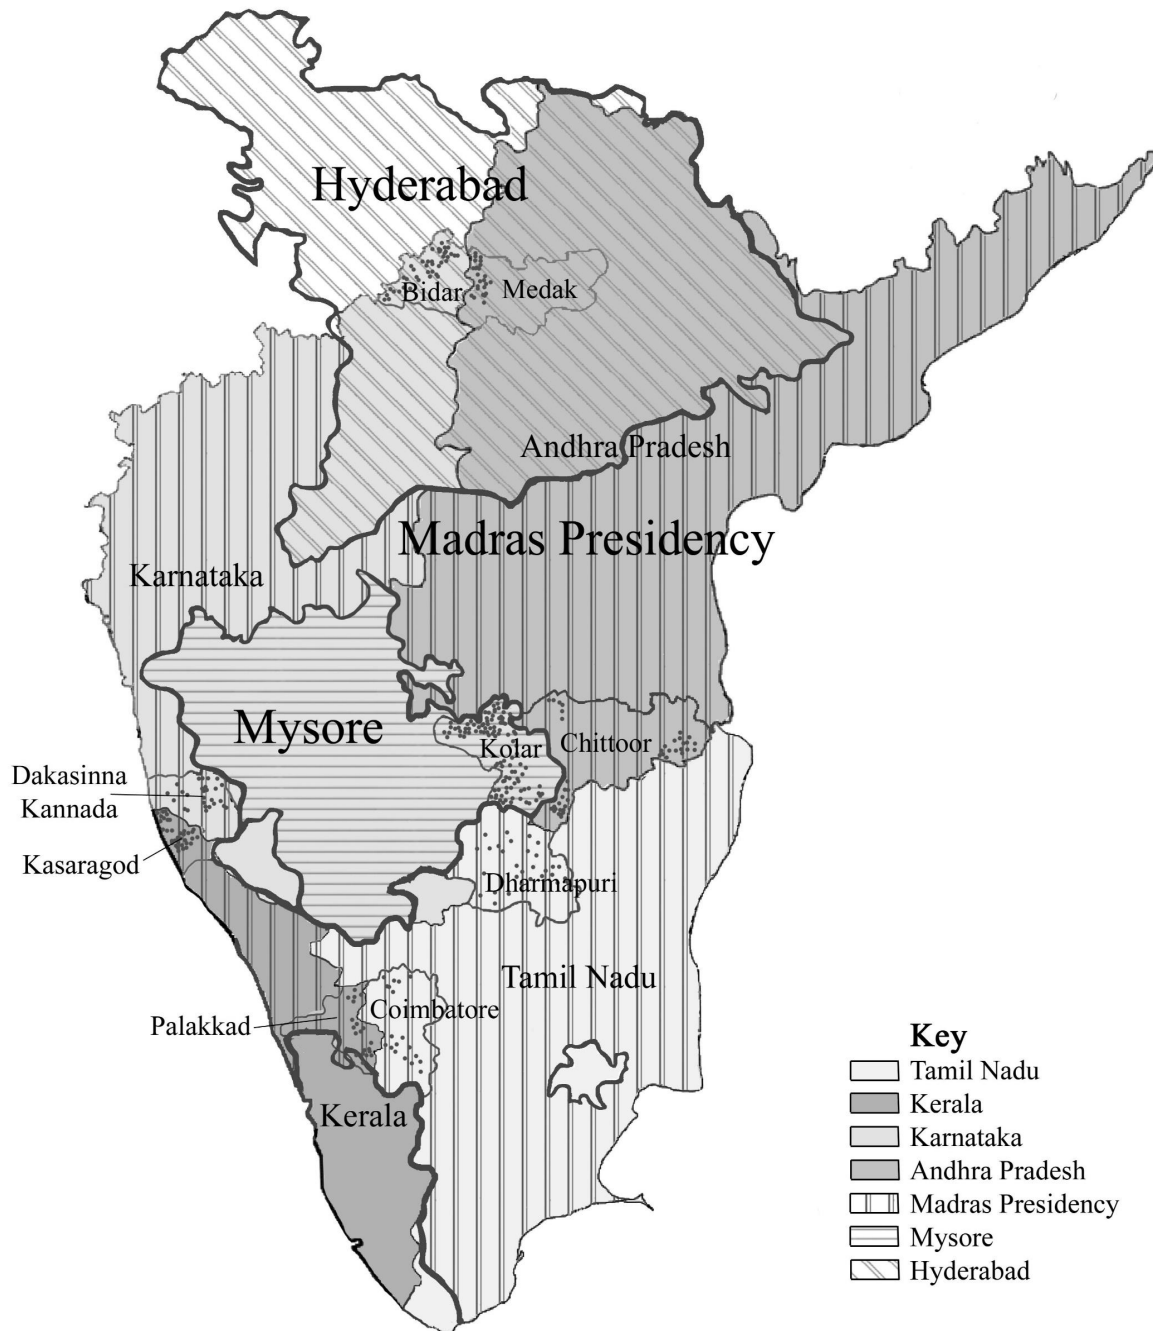 Hyderabad
Bidar
Medak
Andhra Pradesh
Madras Presidency
Karnataka
Mysore
Kolar
Chittoor
Dakasinna
Kannada
Kasaragod
Dharmapuri
Tamil Nadu
Coimbatore
Palakkad
Kerala
Key
Tamil Nadu
Kerala
Karnataka
Andhra Pradesh
Madras Presidency
Mysore
Hyderabad